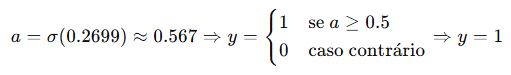 a = σ(0.2699) ≈ 0.567 ⇒ y = { 1 se a ≥ 0.5
0 caso contrário ⇒ y = 1